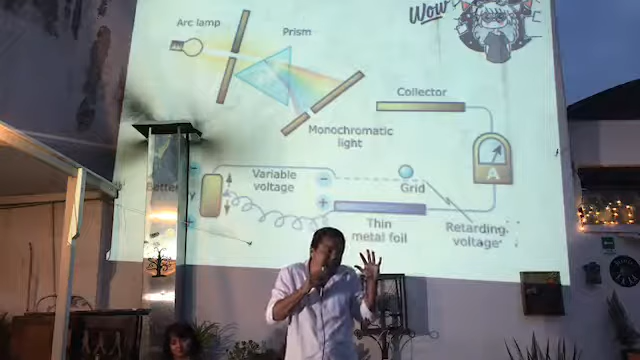 Wow
Arc lamp
Prism
Collector
Monochromatic
light
A
Variable
voltage
−
Grid
+
Thin
metal foil
Retarding
voltage